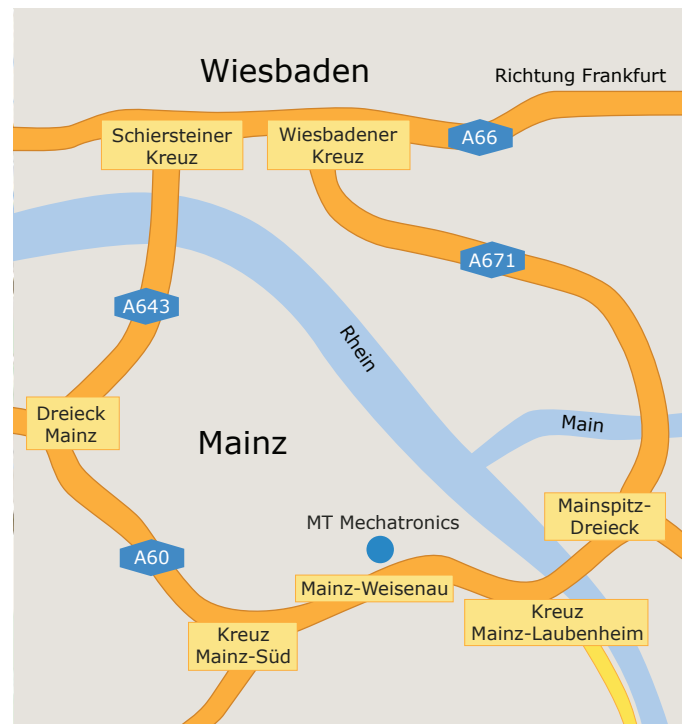 Wiesbaden
Richtung Frankfurt
Schiersteiner
Kreuz
Wiesbadener
Kreuz
A66
A671
A643
Rhein
Dreieck
Mainz
Mainz
Main
Mainspitz-
Dreieck
MT Mechatronics
A60
Mainz-Weisenau
Kreuz
Mainz-Laubenheim
Kreuz
Mainz-Süd